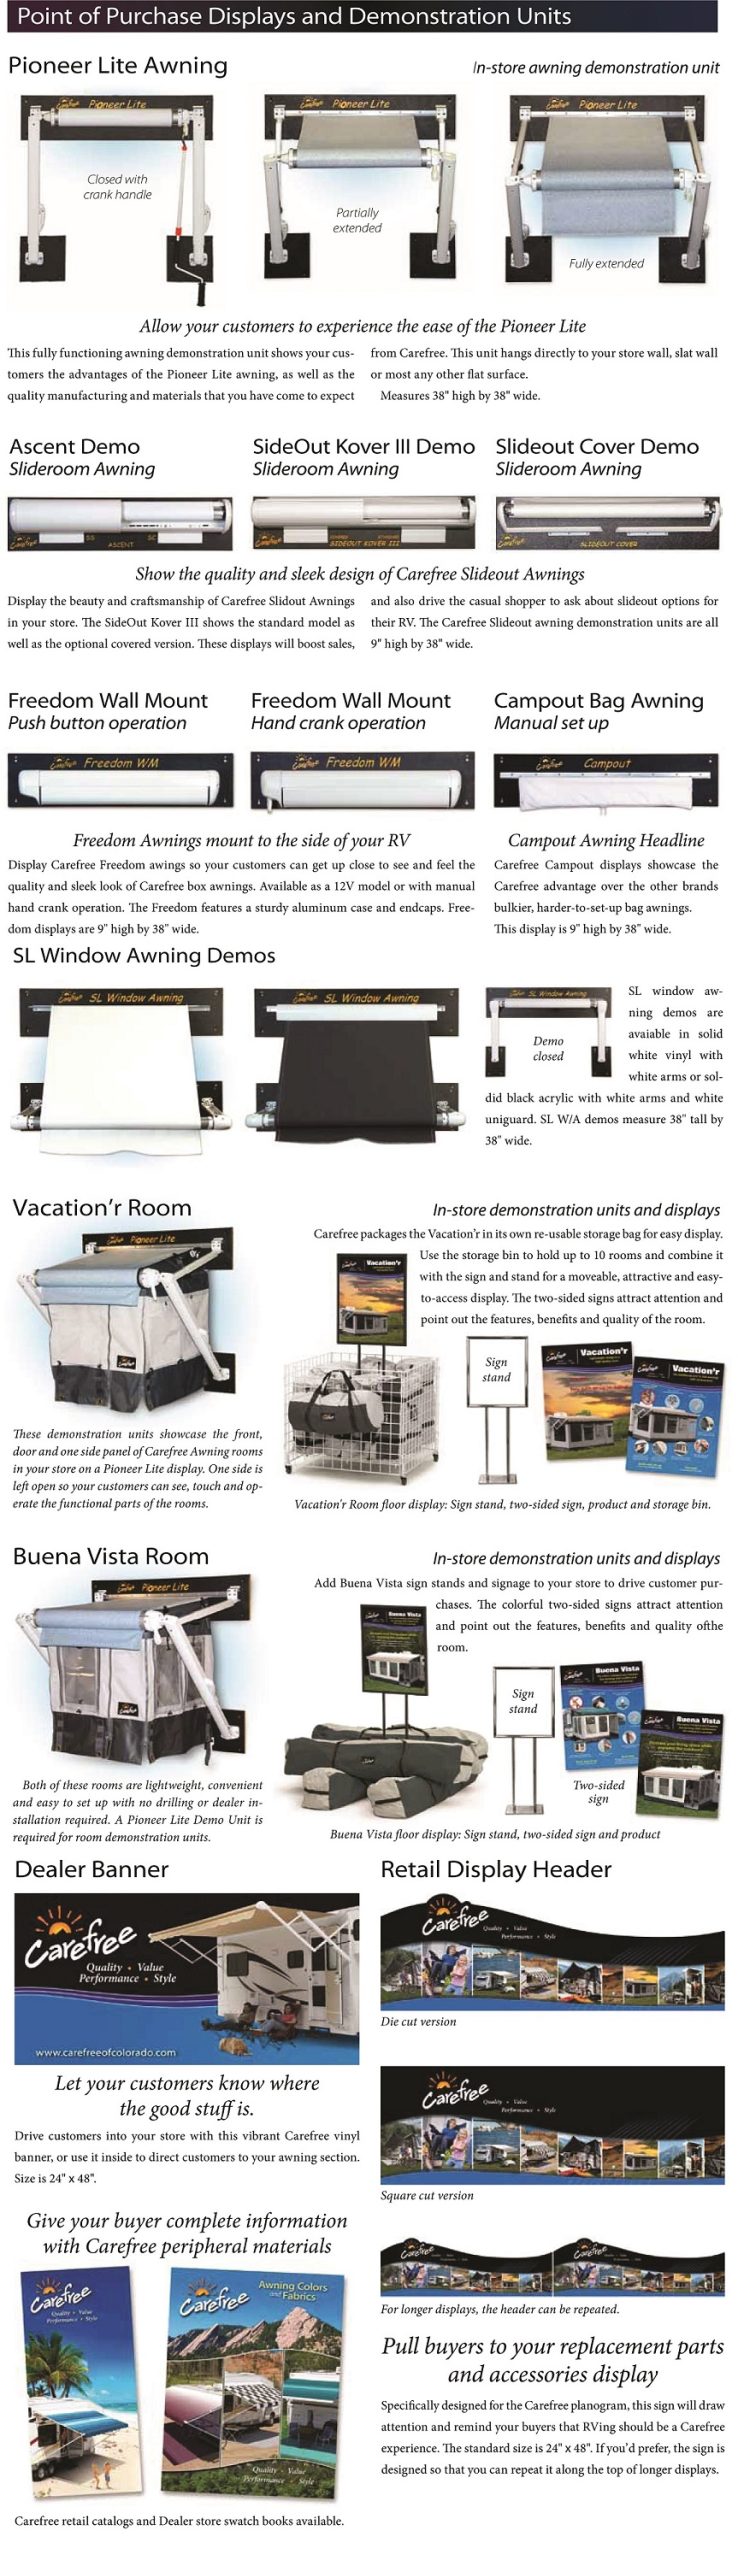 Point of Purchase Displays and Demonstration Units
Pioneer Lite Awning
In-store awning demonstration unit
Carefree Pioneer Lite
Carefree Pioneer Lite
Carefree Pioneer Lite
Closed with
crank handle
Partially
extended
Fully extended
Allow your customers to experience the ease of the Pioneer Lite
This fully functioning awning demonstration unit shows your cus-
tomers the advantages of the Pioneer Lite awning, as well as the
quality manufacturing and materials that you have come to expect
from Carefree. This unit hangs directly to your store wall, slat wall
or most any other flat surface.
Measures 38" high by 38" wide.
Ascent Demo
Slideroom Awning
SideOut Kover III Demo
Slideroom Awning
Slideout Cover Demo
Slideroom Awning
Carefree
SS
ASCENT
SC
Carefree
SIDEOUT KOVER III
Carefree
SLIDEOUT COVER
Show the quality and sleek design of Carefree Slideout Awnings
Display the beauty and craftsmanship of Carefree Slidout Awnings
in your store. The SideOut Kover III shows the standard model as
well as the optional covered version. These displays will boost sales,
and also drive the casual shopper to ask about slideout options for
their RV. The Carefree Slideout awning demonstration units are all
9" high by 38" wide.
Freedom Wall Mount
Push button operation
Freedom Wall Mount
Hand crank operation
Campout Bag Awning
Manual set up
Carefree Freedom WM
Carefree Freedom WM
Carefree Campout
Freedom Awnings mount to the side of your RV
Display Carefree Freedom awings so your customers can get up close to see and feel the
quality and sleek look of Carefree box awnings. Available as a 12V model or with manual
hand crank operation. The Freedom features a sturdy aluminum case and endcaps. Free-
dom displays are 9" high by 38" wide.
Campout Awning Headline
Carefree Campout displays showcase the
Carefree advantage over the other brands
bulkier, harder-to-set-up bag awnings.
This display is 9" high by 38" wide.
SL Window Awning Demos
Carefree SL Window Awning
Carefree SL Window Awning
Carefree SL Window Awning
Demo
closed
SL window aw-
ning demos are
avaiable in solid
white vinyl with
white arms or sol-
did black acrylic with white arms and white
uniguard. SL W/A demos measure 38" tall by
38" wide.
Vacation'r Room
In-store demonstration units and displays
Carefree Pioneer Lite
Carefree packages the Vacation'r in its own re-usable storage bag for easy display.
Use the storage bin to hold up to 10 rooms and combine it
with the sign and stand for a moveable, attractive and easy-
to-access display. The two-sided signs attract attention and
point out the features, benefits and quality of the room.
Vacation'r
Sign
stand
Vacation'r
Carefree Vacation'r
These demonstration units showcase the front,
door and one side panel of Carefree Awning rooms
in your store on a Pioneer Lite display. One side is
left open so your customers can see, touch and op-
erate the functional parts of the rooms.
Vacation'r Room floor display: Sign stand, two-sided sign, product and storage bin.
Buena Vista Room
In-store demonstration units and displays
Carefree Pioneer Lite
Add Buena Vista sign stands and signage to your store to drive customer pur-
chases. The colorful two-sided signs attract attention
and point out the features, benefits and quality ofthe
room.
Buena Vista
Sign
stand
Carefree Buena Vista
Carefree Buena Vista
Two-sided
sign
Both of these rooms are lightweight, convenient
and easy to set up with no drilling or dealer in-
stallation required. A Pioneer Lite Demo Unit is
required for room demonstration units.
Buena Vista floor display: Sign stand, two-sided sign and product
Dealer Banner
Carefree
Quality • Value
Performance • Style
www.carefreeofcolorado.com
Let your customers know where
the good stuff is.
Drive customers into your store with this vibrant Carefree vinyl
banner, or use it inside to direct customers to your awning section.
Size is 24" x 48".
Give your buyer complete information
with Carefree peripheral materials
Carefree
Quality • Value
Performance • Style
Carefree
Awning Colors
and Fabrics
Quality • Value
Performance • Style
Carefree retail catalogs and Dealer store swatch books available.
Retail Display Header
Carefree
Quality • Value
Performance • Style
Die cut version
Carefree
Quality • Value
Performance • Style
Square cut version
Carefree
Carefree
For longer displays, the header can be repeated.
Pull buyers to your replacement parts
and accessories display
Specifically designed for the Carefree planogram, this sign will draw
attention and remind your buyers that RVing should be a Carefree
experience. The standard size is 24" x 48". If you'd prefer, the sign is
designed so that you can repeat it along the top of longer displays.